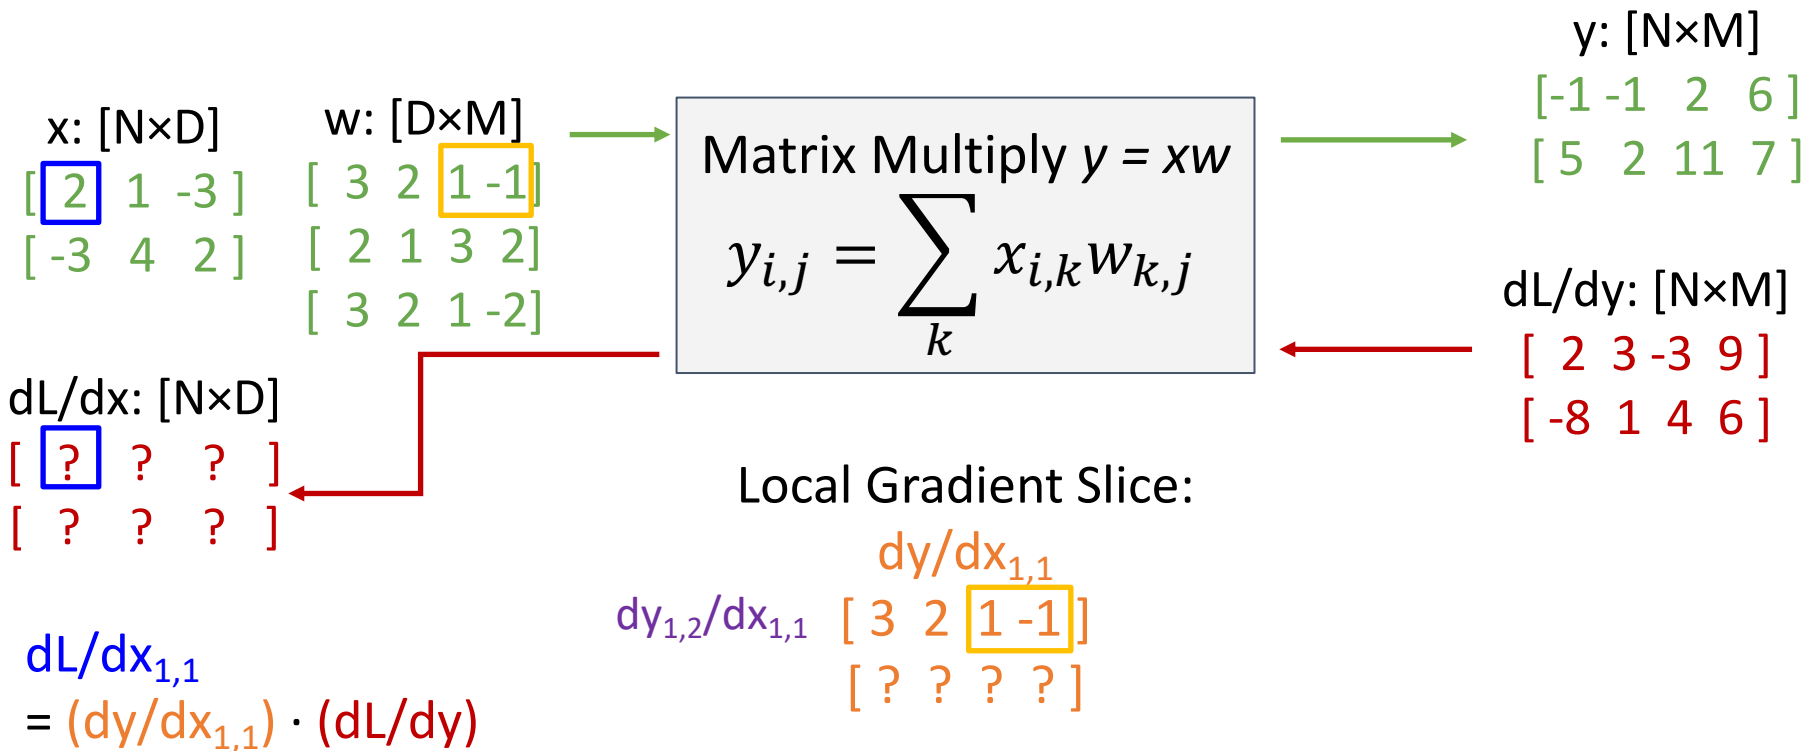 x: [N×D]
[ 2 1 -3 ]
[ -3 4 2 ]
w: [D×M]
[ 3 2 1 -1]
[ 2 1 3 2]
[ 3 2 1 -2]
Matrix Multiply y = xw
y_{i,j} = ∑_k x_{i,k}w_{k,j}
y: [N×M]
[-1 -1 2 6 ]
[ 5 2 11 7 ]
dL/dy: [N×M]
[ 2 3 -3 9 ]
[ -8 1 4 6 ]
dL/dx: [N×D]
[ ? ? ? ]
[ ? ? ? ]
Local Gradient Slice:
dy/dx_{1,1}
dy_{1,2}/dx_{1,1}
[ 3 2 1 -1 ]
[ ? ? ? ? ]
dL/dx_{1,1}
= (dy/dx_{1,1}) · (dL/dy)